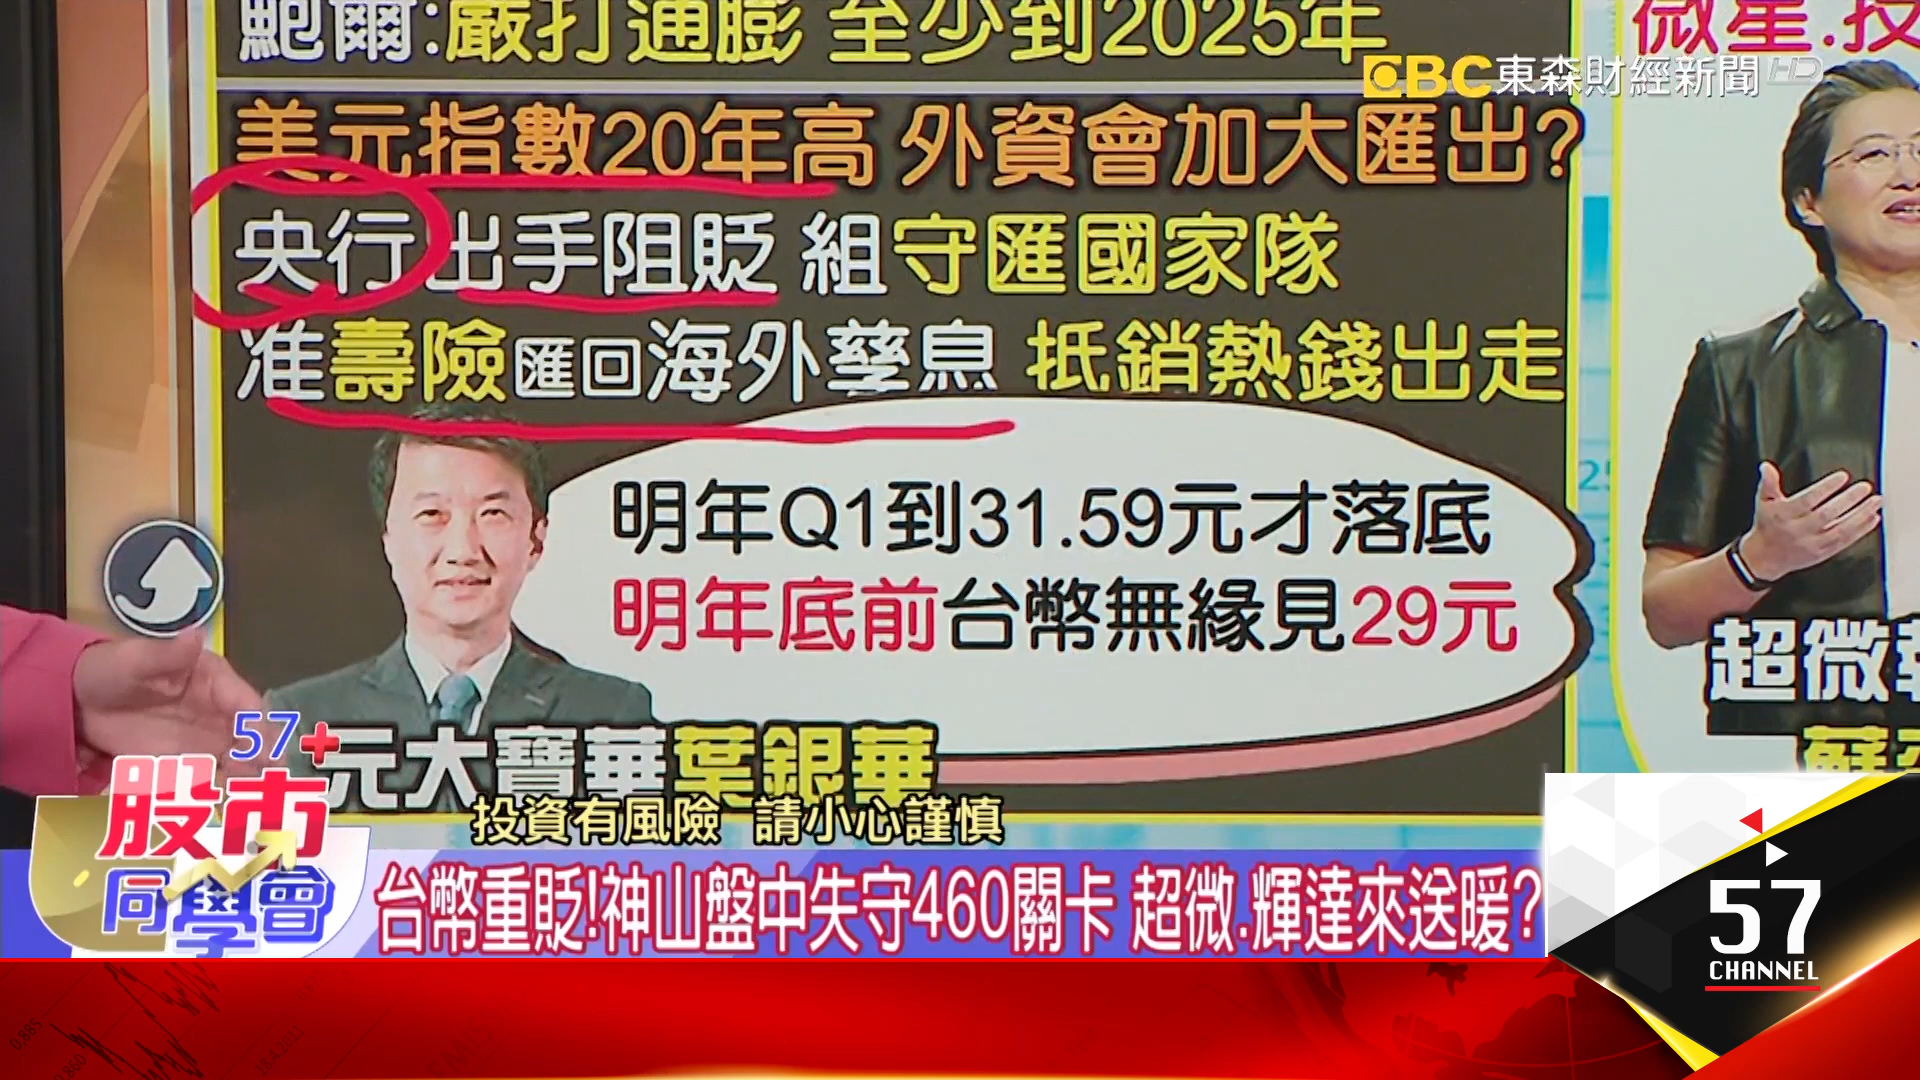 鮑爾:嚴打通膨 至少到2025年
微星.投
EBC東森財經新聞HD
美元指數20年高 外資會加大匯出?
央行出手阻貶 組守匯國家隊
准壽險匯回海外孳息 抵銷熱錢出走
明年Q1到31.59元才落底
明年底前台幣無緣見29元
超微執
元大寶華葉銀華
投資有風險 請小心謹慎
57+
股市
同學會
台幣重貶!神山盤中失守460關卡 超微.輝達來送暖?
57
CHANNEL